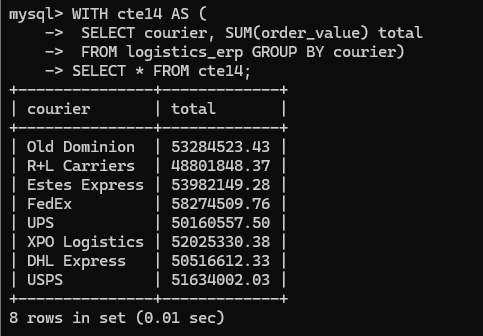 mysql> WITH cte14 AS (
    ->  SELECT courier, SUM(order_value) total
    ->  FROM logistics_erp GROUP BY courier)
    -> SELECT * FROM cte14;
+---------------+-------------+
| courier       | total       |
+---------------+-------------+
| Old Dominion  | 53284523.43 |
| R+L Carriers  | 48801848.37 |
| Estes Express | 53982149.28 |
| FedEx         | 58274509.76 |
| UPS           | 50160557.50 |
| XPO Logistics | 52025330.38 |
| DHL Express   | 50516612.33 |
| USPS          | 51634002.03 |
+---------------+-------------+
8 rows in set (0.01 sec)